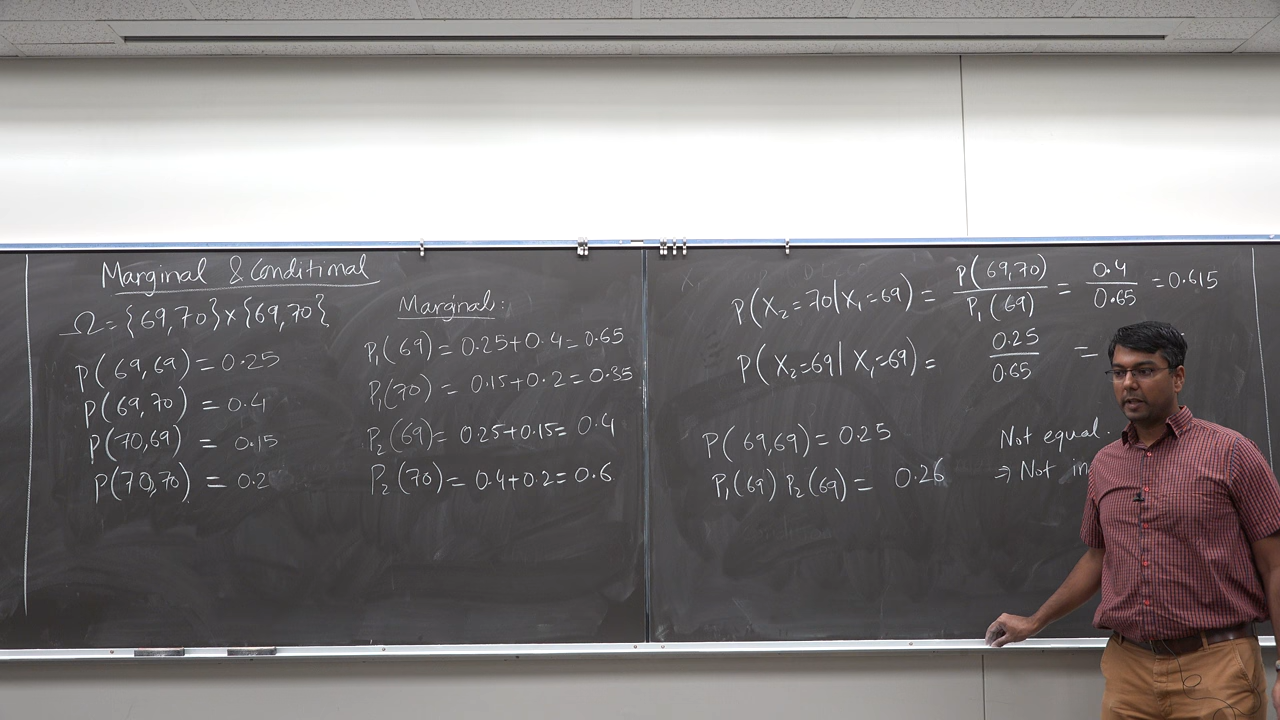 Marginal & Conditional
Ω = {69,70} × {69,70}
P(69,69) = 0.25
P(69,70) = 0.4
P(70,69) = 0.15
P(70,70) = 0.2
Marginal:
P₁(69) = 0.25+0.4 = 0.65
P₁(70) = 0.15+0.2 = 0.35
P₂(69) = 0.25+0.15 = 0.4
P₂(70) = 0.4+0.2 = 0.6
P(X₂=70|X₁=69) = P(69,70)/P₁(69) = 0.4/0.65 = 0.615
P(X₂=69|X₁=69) = 0.25/0.65 =
P(69,69) = 0.25
P₁(69) P₂(69) = 0.26
Not equal.
⇒ Not